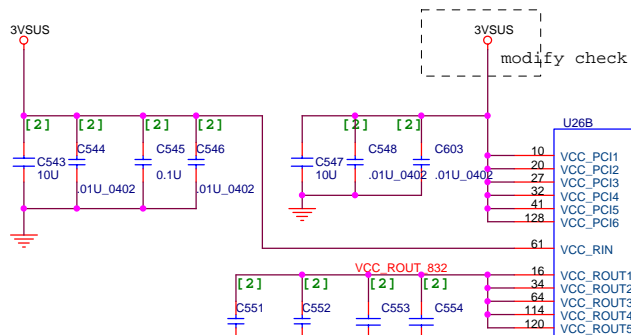 3VSUS 3VSUS
modify check
[2] [2] [2] [2] [2] [2] [2]
U26B
C543 C544 C545 C546 C547 C548 C603
10U .01U_0402 0.1U .01U_0402 10U .01U_0402 .01U_0402
10 VCC_PCI1
20 VCC_PCI2
27 VCC_PCI3
32 VCC_PCI4
41 VCC_PCI5
128 VCC_PCI6
61 VCC_RIN
VCC_ROUT_832
16 VCC_ROUT1
[2] [2] [2] [2]
34 VCC_ROUT2
64 VCC_ROUT3
C551 C552 C553 C554
114 VCC_ROUT4
120 VCC_ROUT5